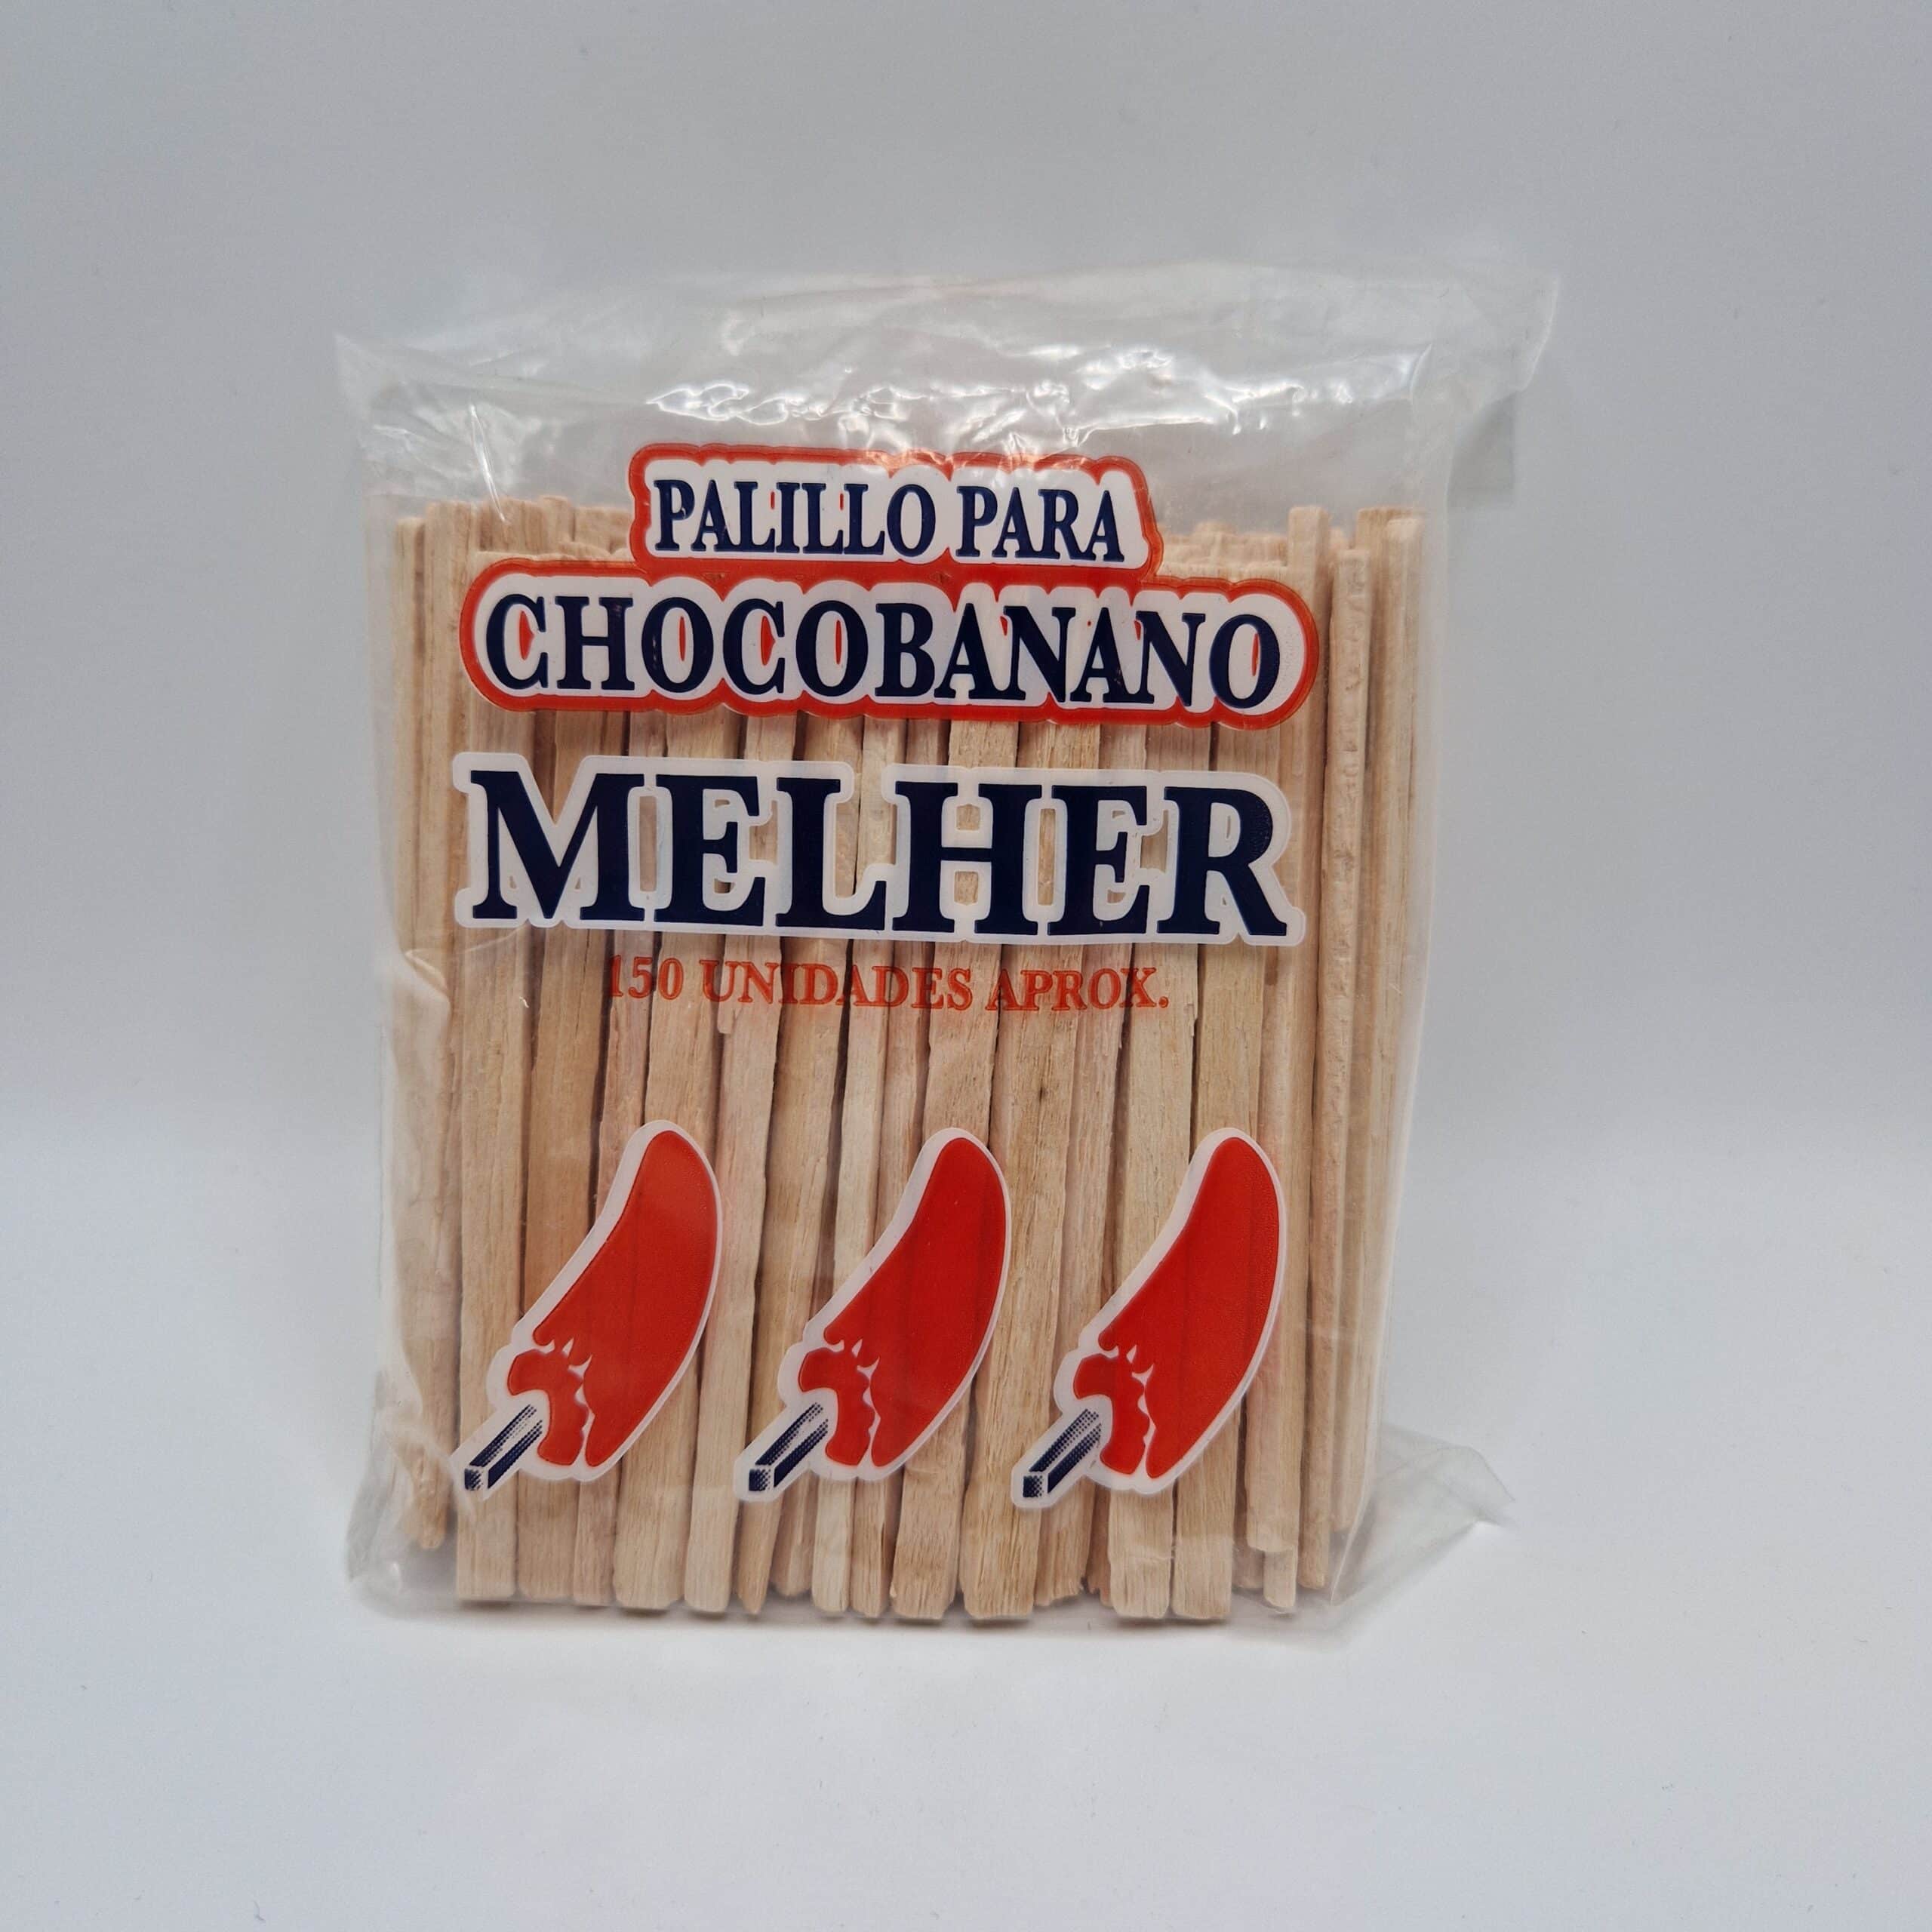 PALILLO PARA
CHOCOBANANO
MELHER
150 UNIDADES APROX.